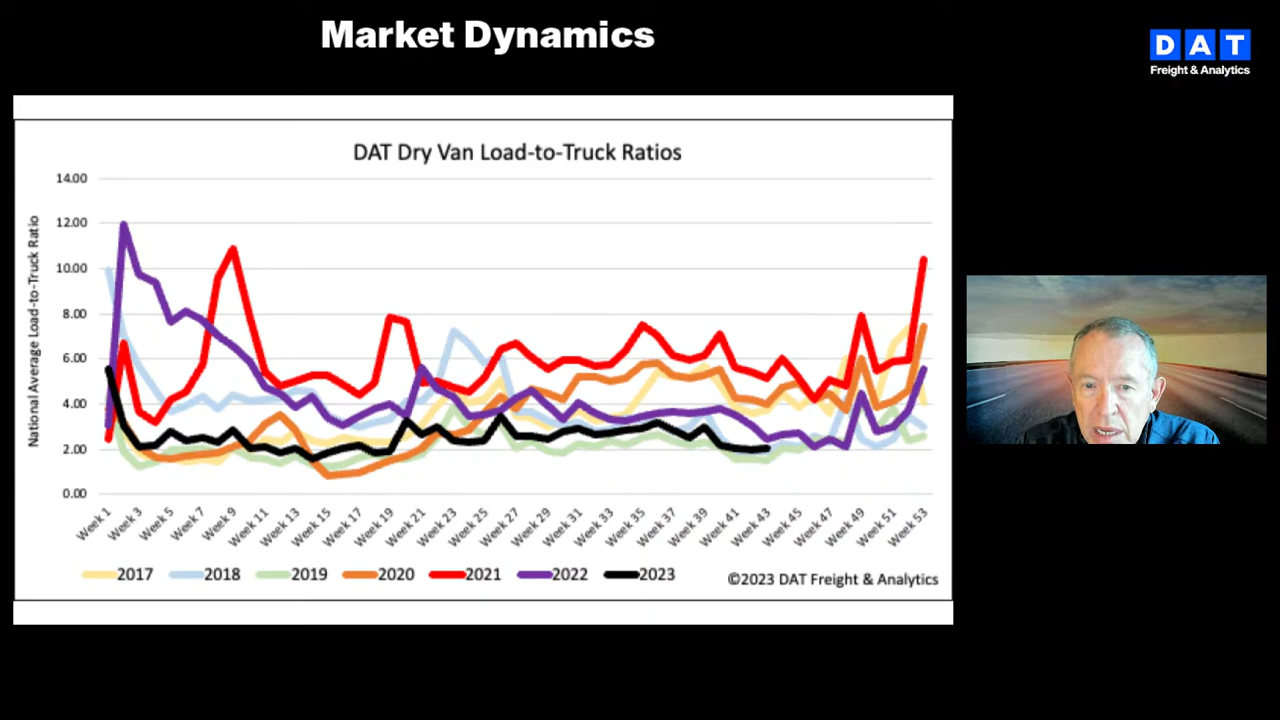 Market Dynamics
DAT
Freight & Analytics
DAT Dry Van Load-to-Truck Ratios
National Average Load-to-Truck Ratio
14.00
12.00
10.00
8.00
6.00
4.00
2.00
0.00
Week 1
Week 3
Week 5
Week 7
Week 9
Week 11
Week 13
Week 15
Week 17
Week 19
Week 21
Week 23
Week 25
Week 27
Week 29
Week 31
Week 33
Week 35
Week 37
Week 39
Week 41
Week 43
Week 45
Week 47
Week 49
Week 51
Week 53
2017 2018 2019 2020 2021 2022 2023
©2023 DAT Freight & Analytics